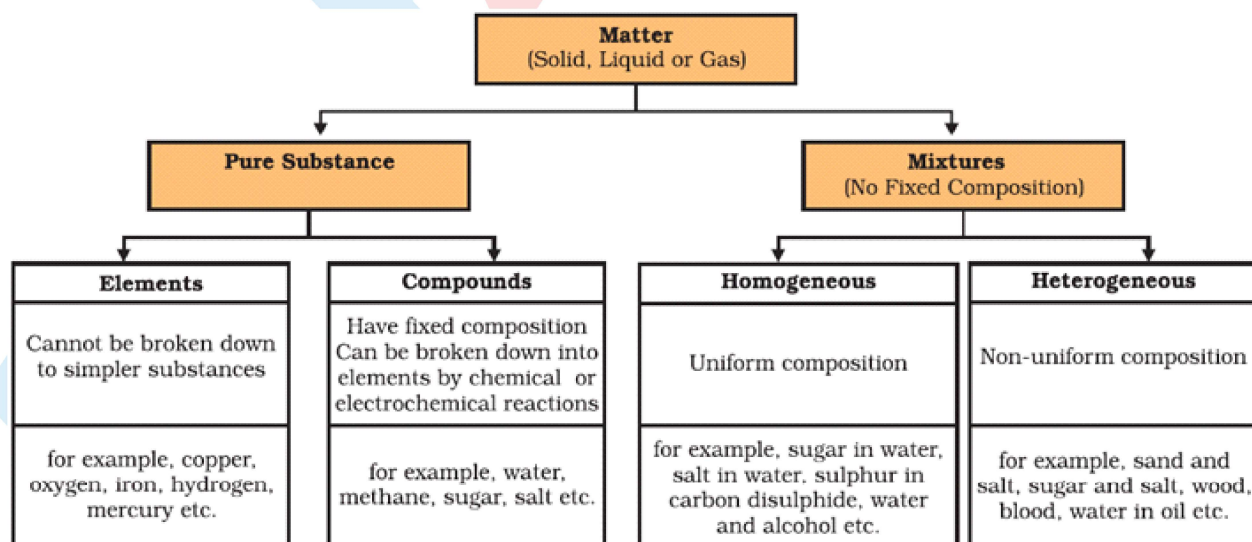 Matter
(Solid, Liquid or Gas)
Pure Substance
Mixtures
(No Fixed Composition)
Elements
Cannot be broken down
to simpler substances
for example, copper,
oxygen, iron, hydrogen,
mercury etc.
Compounds
Have fixed composition
Can be broken down into
elements by chemical or
electrochemical reactions
for example, water,
methane, sugar, salt etc.
Homogeneous
Uniform composition
for example, sugar in water,
salt in water, sulphur in
carbon disulphide, water
and alcohol etc.
Heterogeneous
Non-uniform composition
for example, sand and
salt, sugar and salt, wood,
blood, water in oil etc.